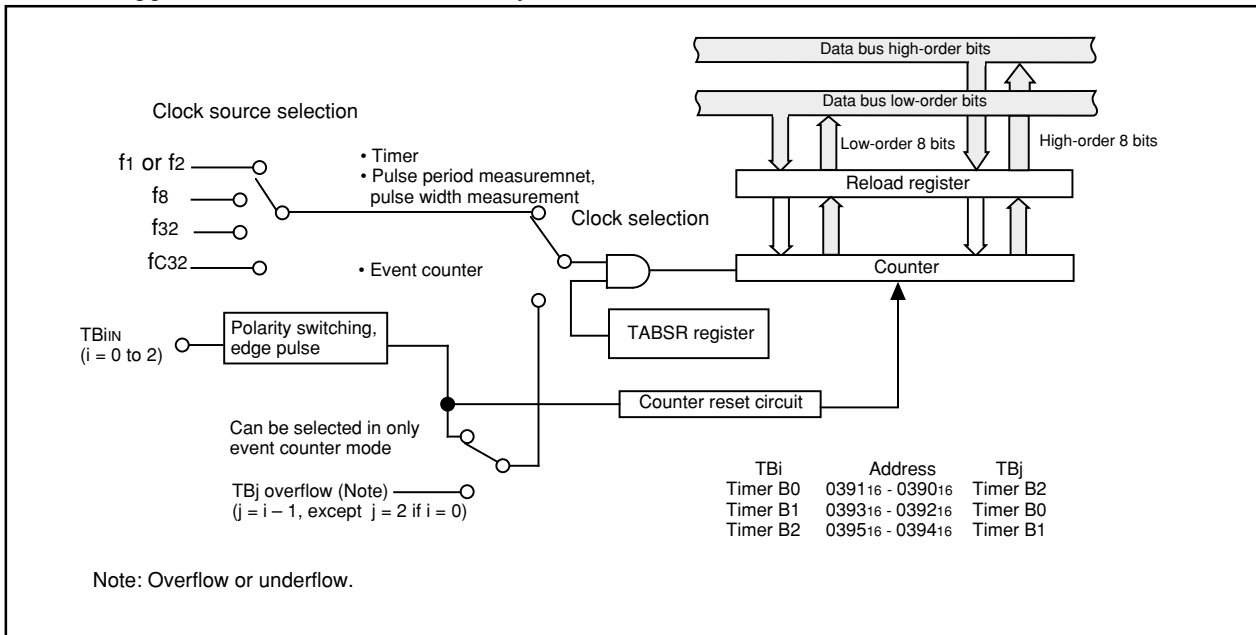 Data bus high-order bits
Data bus low-order bits
Clock source selection
Low-order 8 bits
High-order 8 bits
f1 or f2
• Timer
• Pulse period measuremnet,
pulse width measurement
Reload register
f8
Clock selection
f32
fC32
• Event counter
Counter
TBiIN
(i = 0 to 2)
Polarity switching,
edge pulse
TABSR register
Counter reset circuit
Can be selected in only
event counter mode
TBj overflow (Note)
(j = i – 1, except j = 2 if i = 0)
TBi Address TBj
Timer B0 039116 - 039016 Timer B2
Timer B1 039316 - 039216 Timer B0
Timer B2 039516 - 039416 Timer B1
Note: Overflow or underflow.